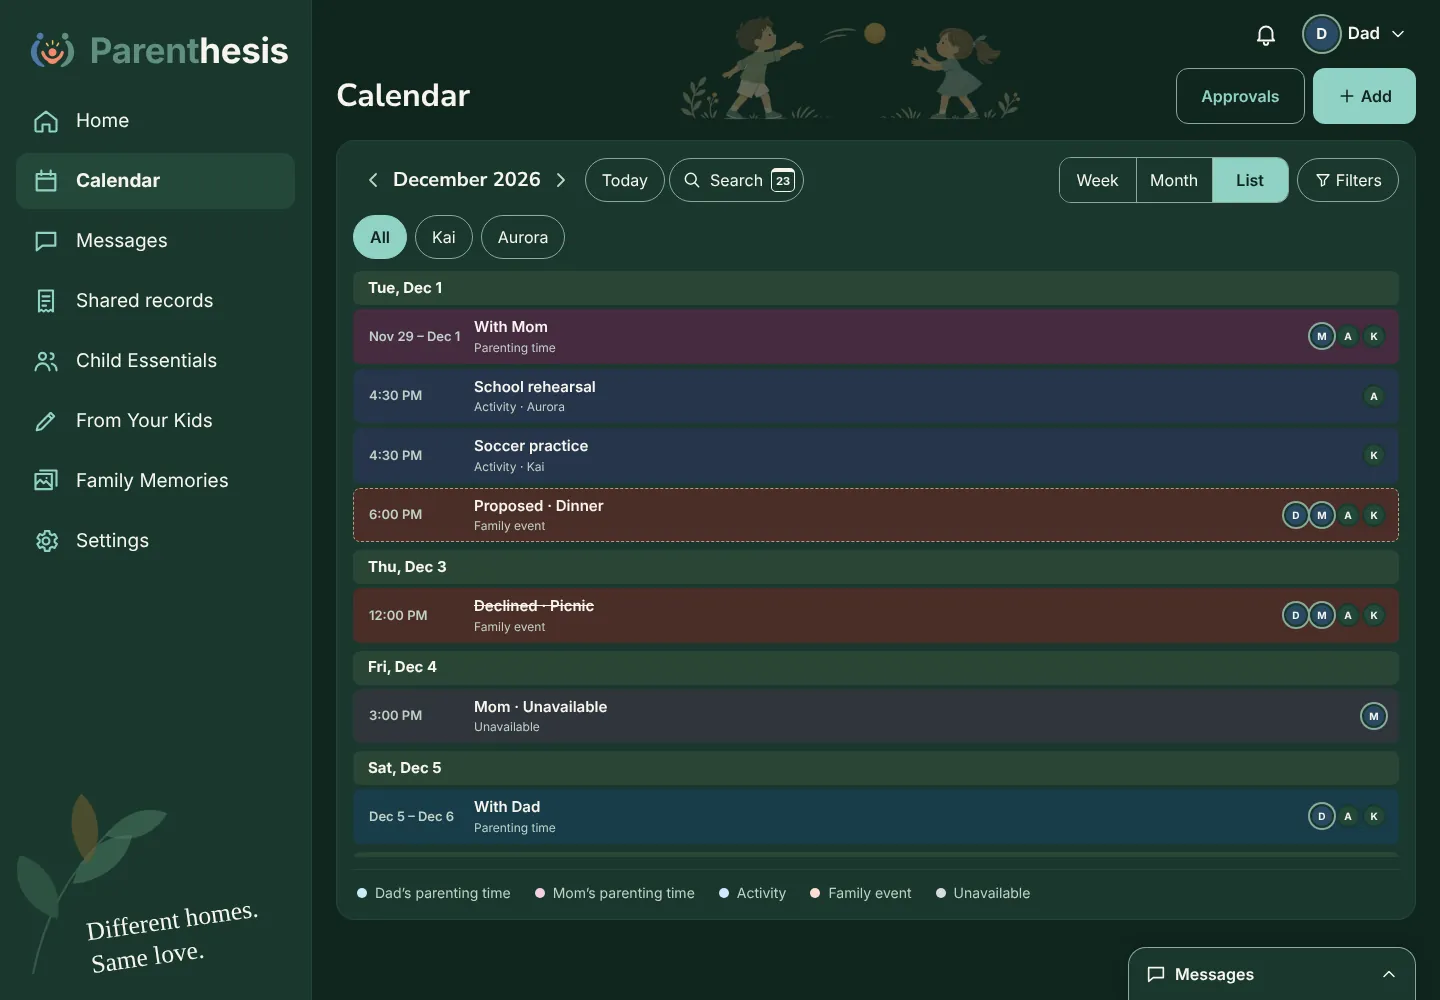 Parenthesis
Home
Calendar
Messages
Shared records
Child Essentials
From Your Kids
Family Memories
Settings
Different homes.
Same love.
D Dad
Calendar
Approvals
+ Add
December 2026
Today
Search 23
Week Month List
Filters
All Kai Aurora
Tue, Dec 1
Nov 29 – Dec 1 With Mom M A K
Parenting time
4:30 PM School rehearsal A
Activity · Aurora
4:30 PM Soccer practice K
Activity · Kai
6:00 PM Proposed · Dinner D M A K
Family event
Thu, Dec 3
12:00 PM Declined · Picnic D M A K
Family event
Fri, Dec 4
3:00 PM Mom · Unavailable M
Unavailable
Sat, Dec 5
Dec 5 – Dec 6 With Dad D A K
Parenting time
Dad's parenting time Mom's parenting time Activity Family event Unavailable
Messages